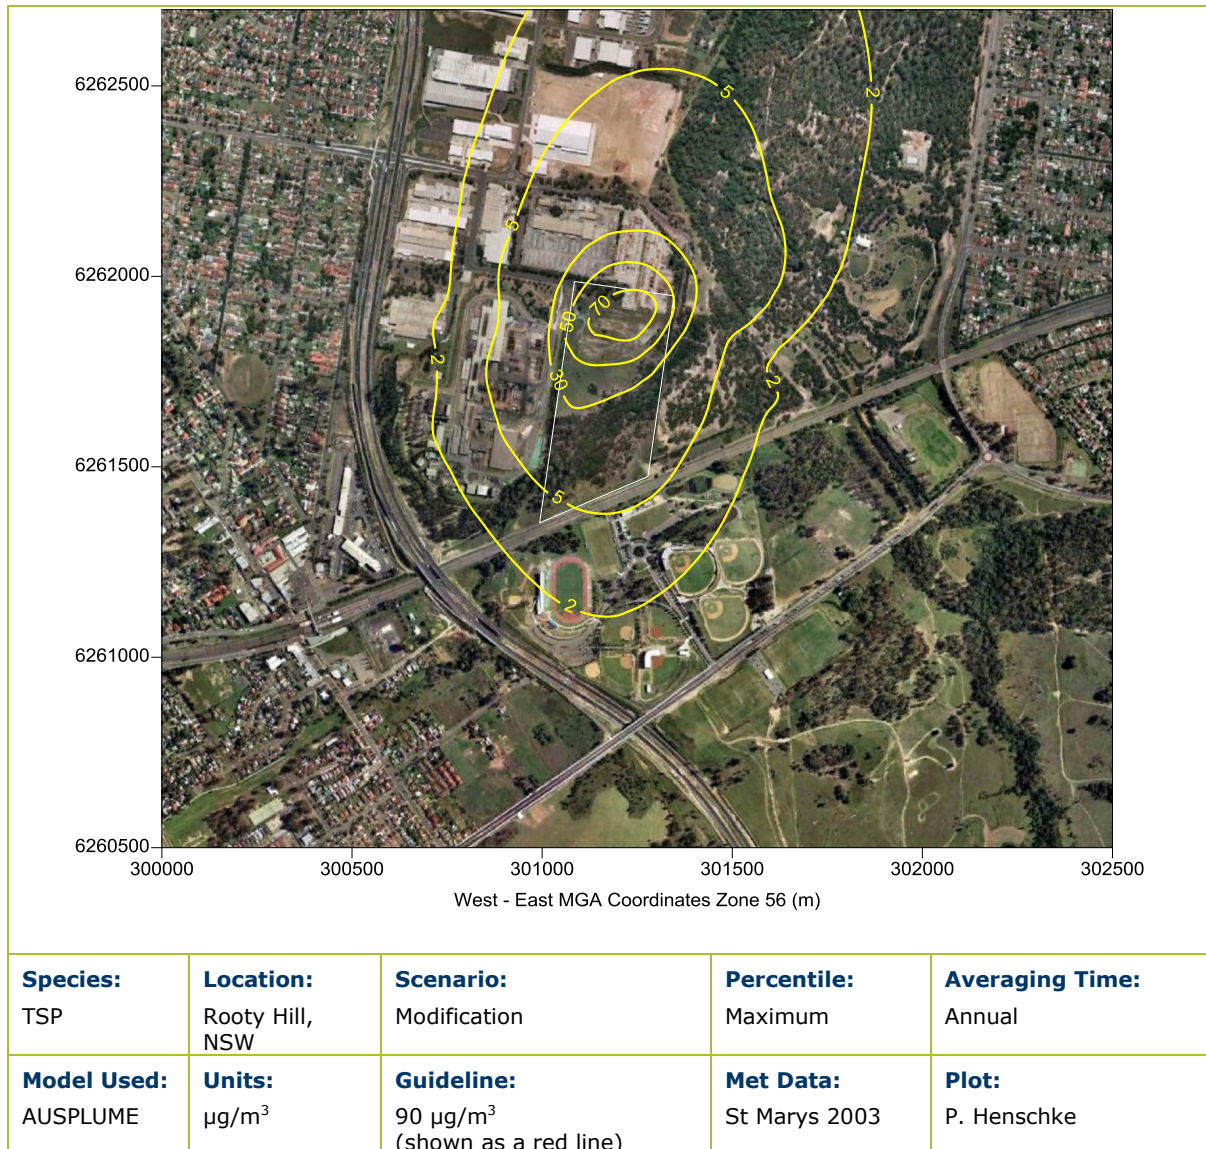 6262500
6262000
6261500
6261000
6260500
300000
300500
301000
301500
302000
302500
West - East MGA Coordinates Zone 56 (m)
5
2
5
70
50
30
2
2
5
2
Species:
TSP
Location:
Rooty Hill,
NSW
Scenario:
Modification
Percentile:
Maximum
Averaging Time:
Annual
Model Used:
AUSPLUME
Units:
µg/m³
Guideline:
90 µg/m³
(shown as a red line)
Met Data:
St Marys 2003
Plot:
P. Henschke